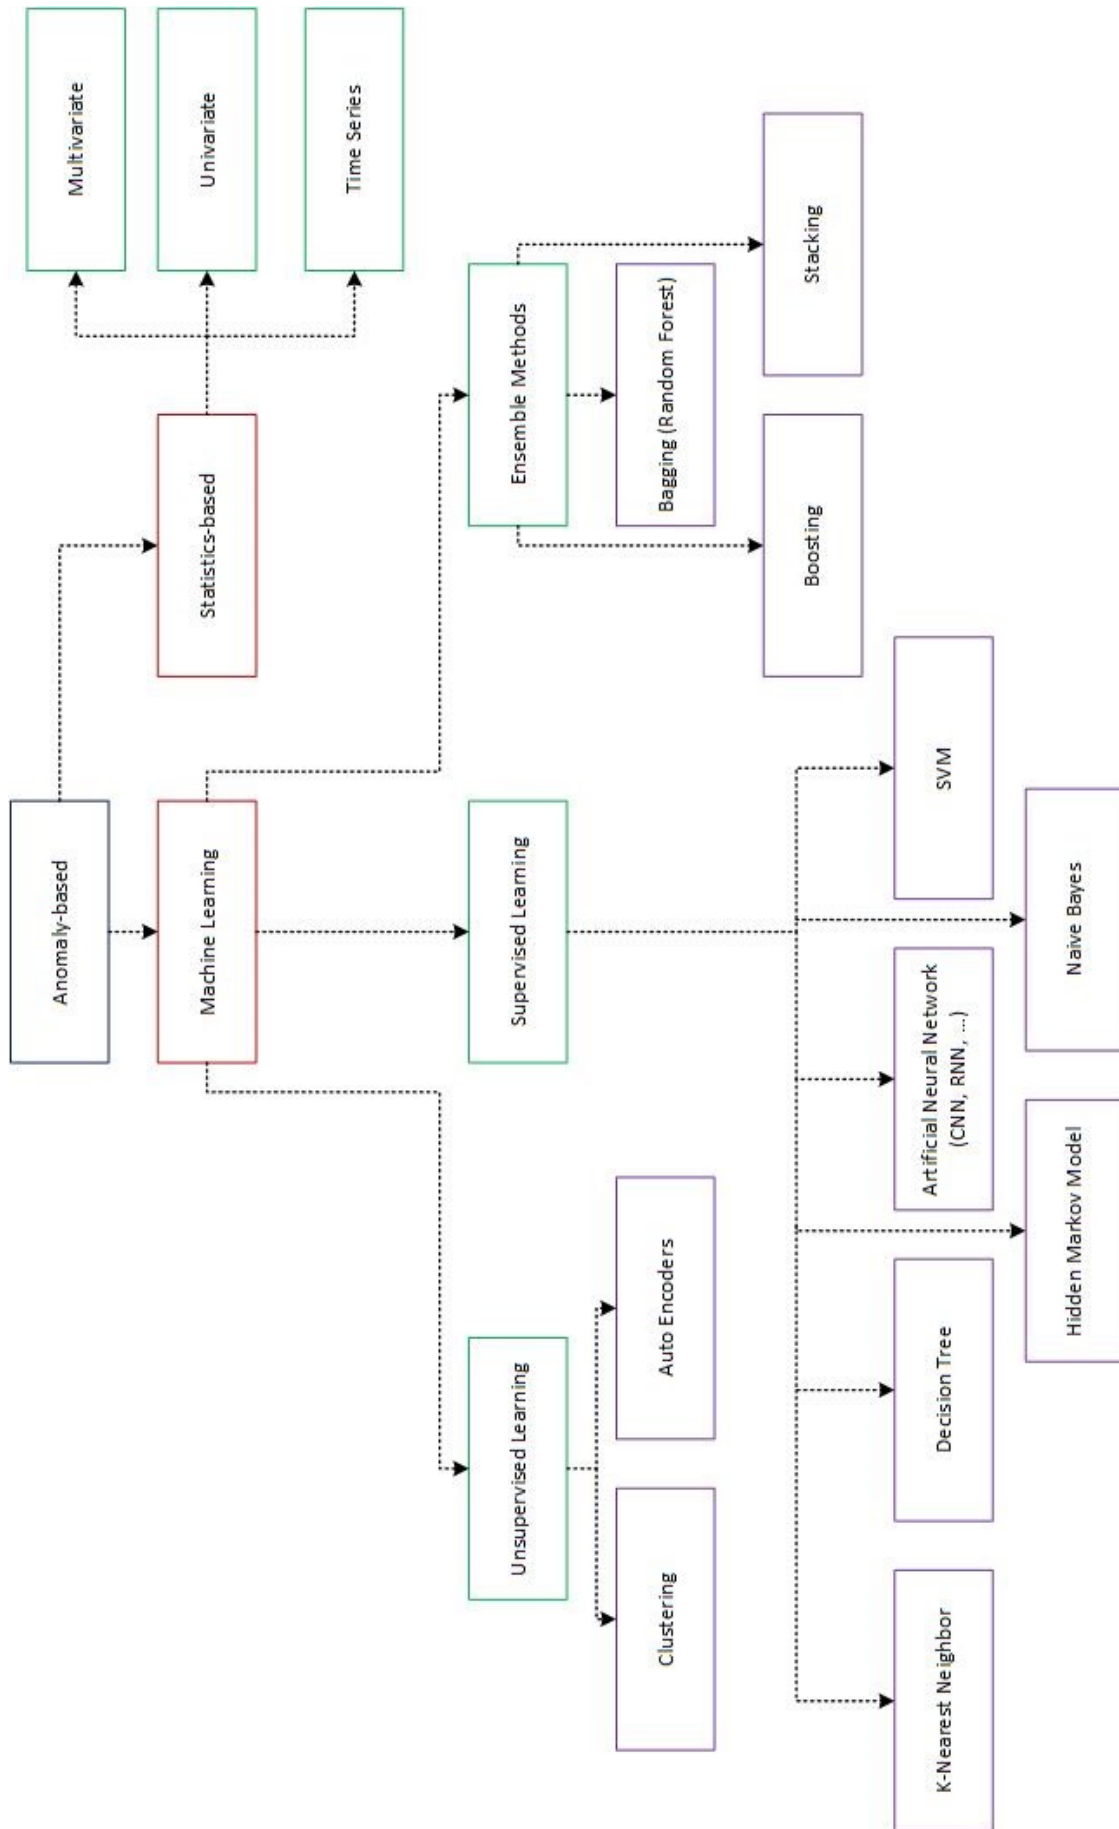 Anomaly-based
Machine Learning
Statistics-based
Multivariate
Univariate
Time Series
Unsupervised Learning
Supervised Learning
Ensemble Methods
Clustering
Auto Encoders
Boosting
Bagging (Random Forest)
Stacking
K-Nearest Neighbor
Decision Tree
Hidden Markov Model
Artificial Neural Network
(CNN, RNN, ...)
Naive Bayes
SVM